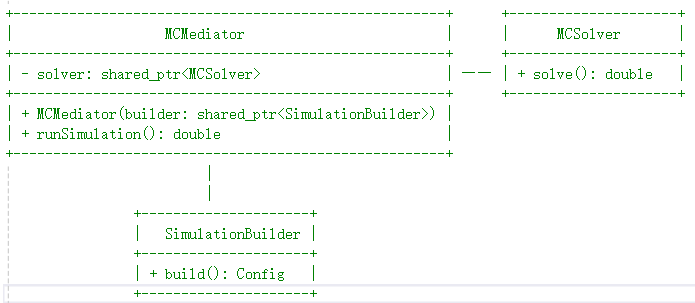 MCMediator
MCSolver
- solver: shared_ptr<MCSolver>
+ solve(): double
+ MCMediator(builder: shared_ptr<SimulationBuilder>)
+ runSimulation(): double
SimulationBuilder
+ build(): Config